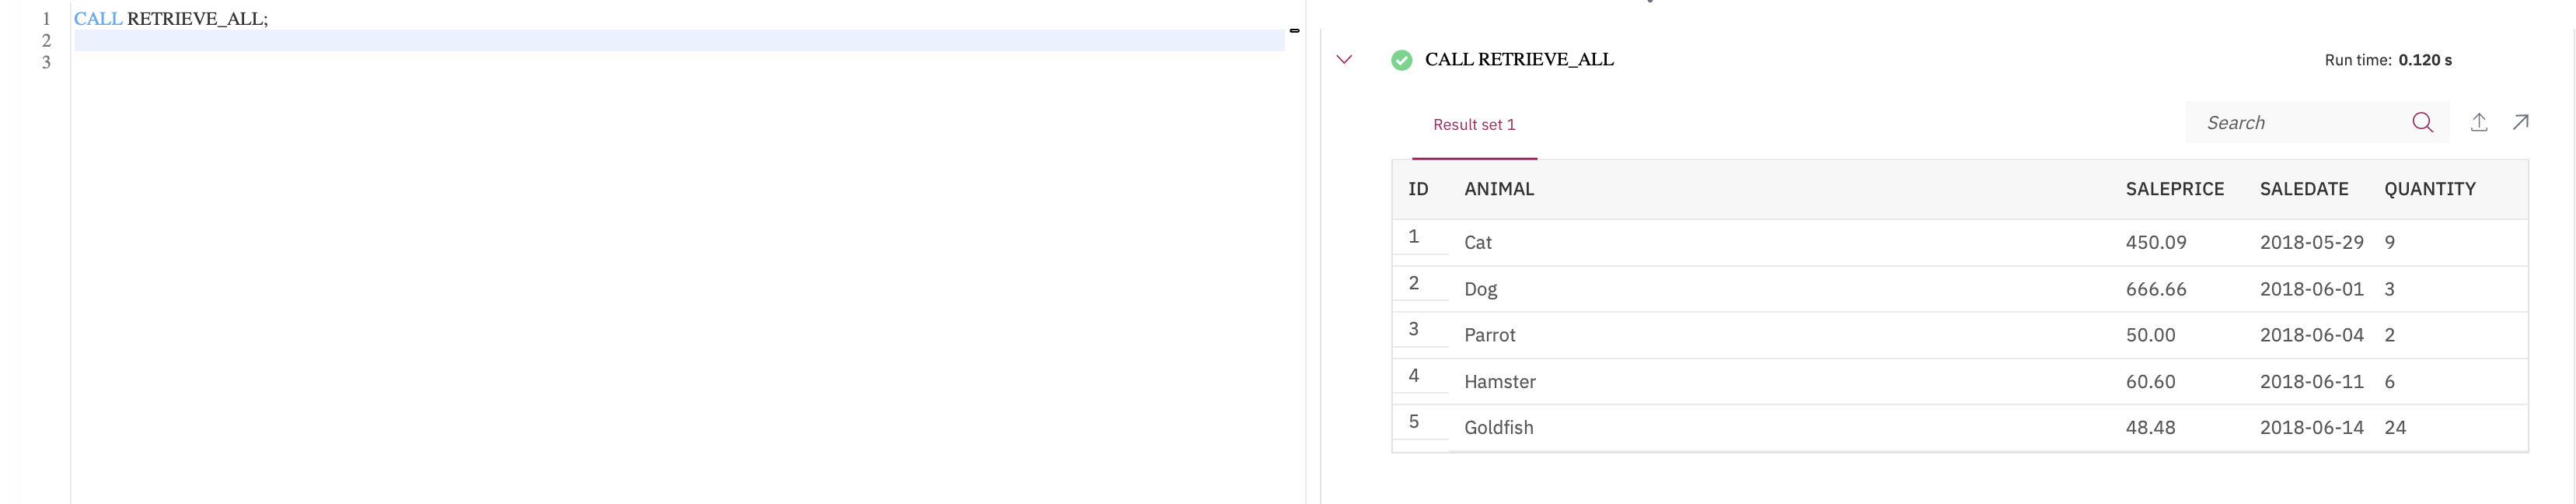 1 CALL RETRIEVE_ALL;
2
3
CALL RETRIEVE_ALL Run time: 0.120 s
Result set 1 Search
ID ANIMAL SALEPRICE SALEDATE QUANTITY
1 Cat 450.09 2018-05-29 9
2 Dog 666.66 2018-06-01 3
3 Parrot 50.00 2018-06-04 2
4 Hamster 60.60 2018-06-11 6
5 Goldfish 48.48 2018-06-14 24